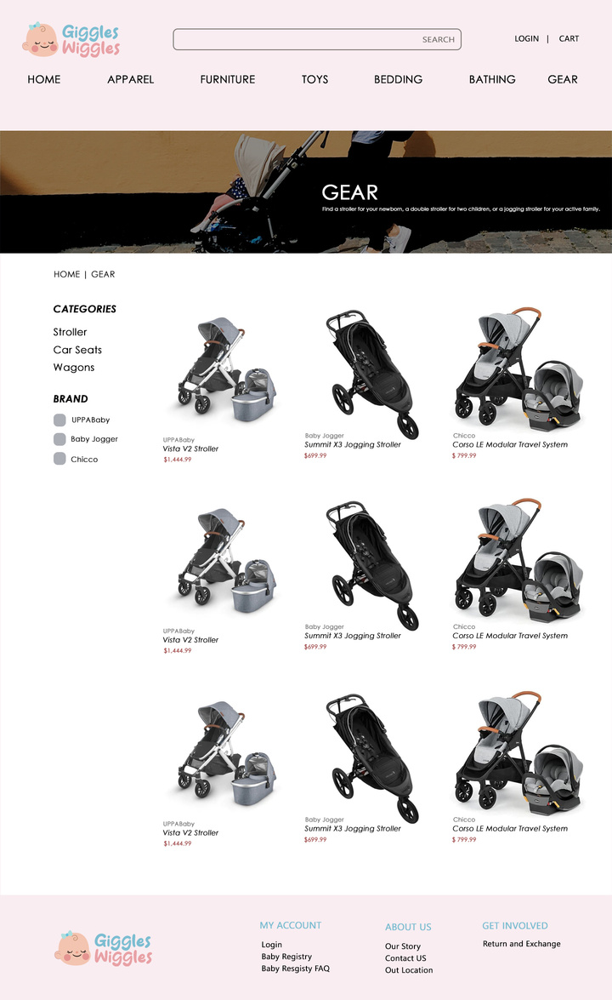 Giggles
Wiggles
SEARCH
LOGIN | CART
HOME APPAREL FURNITURE TOYS BEDDING BATHING GEAR
GEAR
Find a stroller for your newborn, a double stroller for two children, or a jogging stroller for your active family.
HOME | GEAR
CATEGORIES
Stroller
Car Seats
Wagons
BRAND
UPPABaby
Baby Jogger
Chicco
UPPABaby
Vista V2 Stroller
$1,444.99
Baby Jogger
Summit X3 Jogging Stroller
$699.99
Chicco
Corso LE Modular Travel System
$ 799.99
UPPABaby
Vista V2 Stroller
$1,444.99
Baby Jogger
Summit X3 Jogging Stroller
$699.99
Chicco
Corso LE Modular Travel System
$ 799.99
UPPABaby
Vista V2 Stroller
$1,444.99
Baby Jogger
Summit X3 Jogging Stroller
$699.99
Chicco
Corso LE Modular Travel System
$ 799.99
Giggles
Wiggles
MY ACCOUNT
Login
Baby Registry
Baby Resgisty FAQ
ABOUT US
Our Story
Contact US
Out Location
GET INVOLVED
Return and Exchange